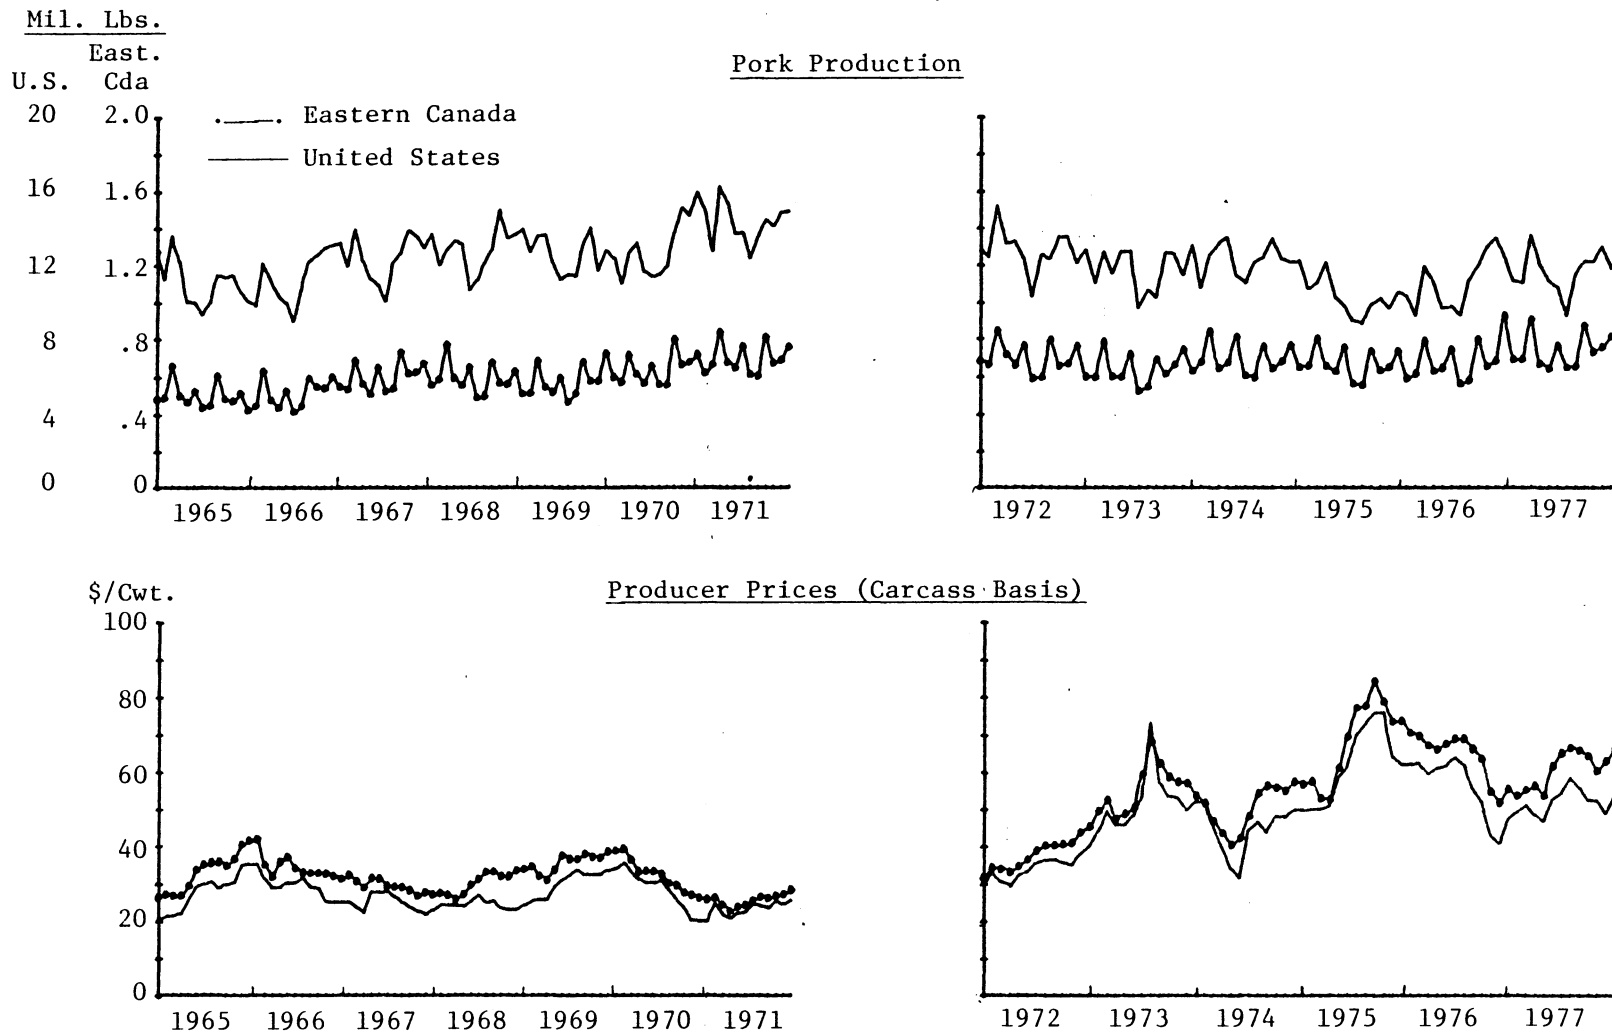 Mil. Lbs.
East.
U.S. Cda
Pork Production
20 2.0
Eastern Canada
United States
16 1.6
12 1.2
8 .8
4 .4
0 0
1965 1966 1967 1968 1969 1970 1971 1972 1973 1974 1975 1976 1977
$/Cwt.
Producer Prices (Carcass Basis)
100
80
60
40
20
0
1965 1966 1967 1968 1969 1970 1971 1972 1973 1974 1975 1976 1977